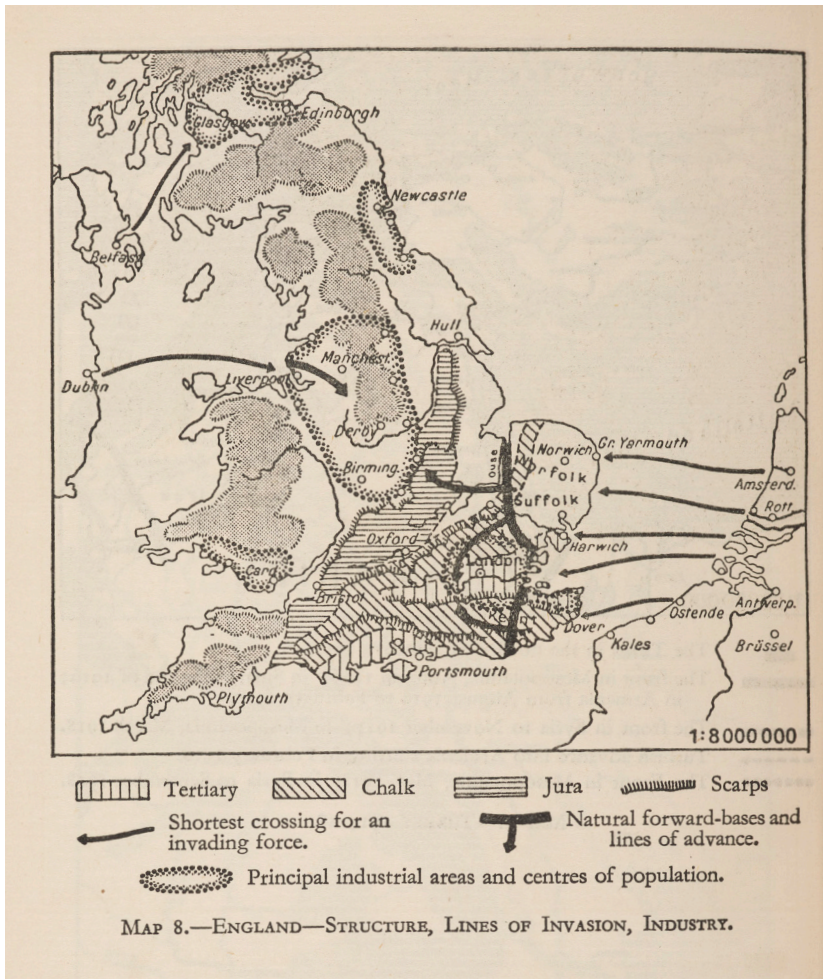 Glasgow
Edinburgh
Newcastle
Belfast
Hull
Dublin
Liverpool
Manchest.
Derby
Birming.
Ouse
Norwich
Gr. Yarmouth
Norfolk
Suffolk
Amsterd.
Rott.
Oxford
Harwich
London
Card.
Bristol
Kent
Dover
Ostende
Antwerp.
Kales
Brüssel
Portsmouth
Plymouth
1:8000000
Tertiary Chalk Jura Scarps
Shortest crossing for an
invading force.
Natural forward-bases and
lines of advance.
Principal industrial areas and centres of population.
MAP 8.—ENGLAND—STRUCTURE, LINES OF INVASION, INDUSTRY.